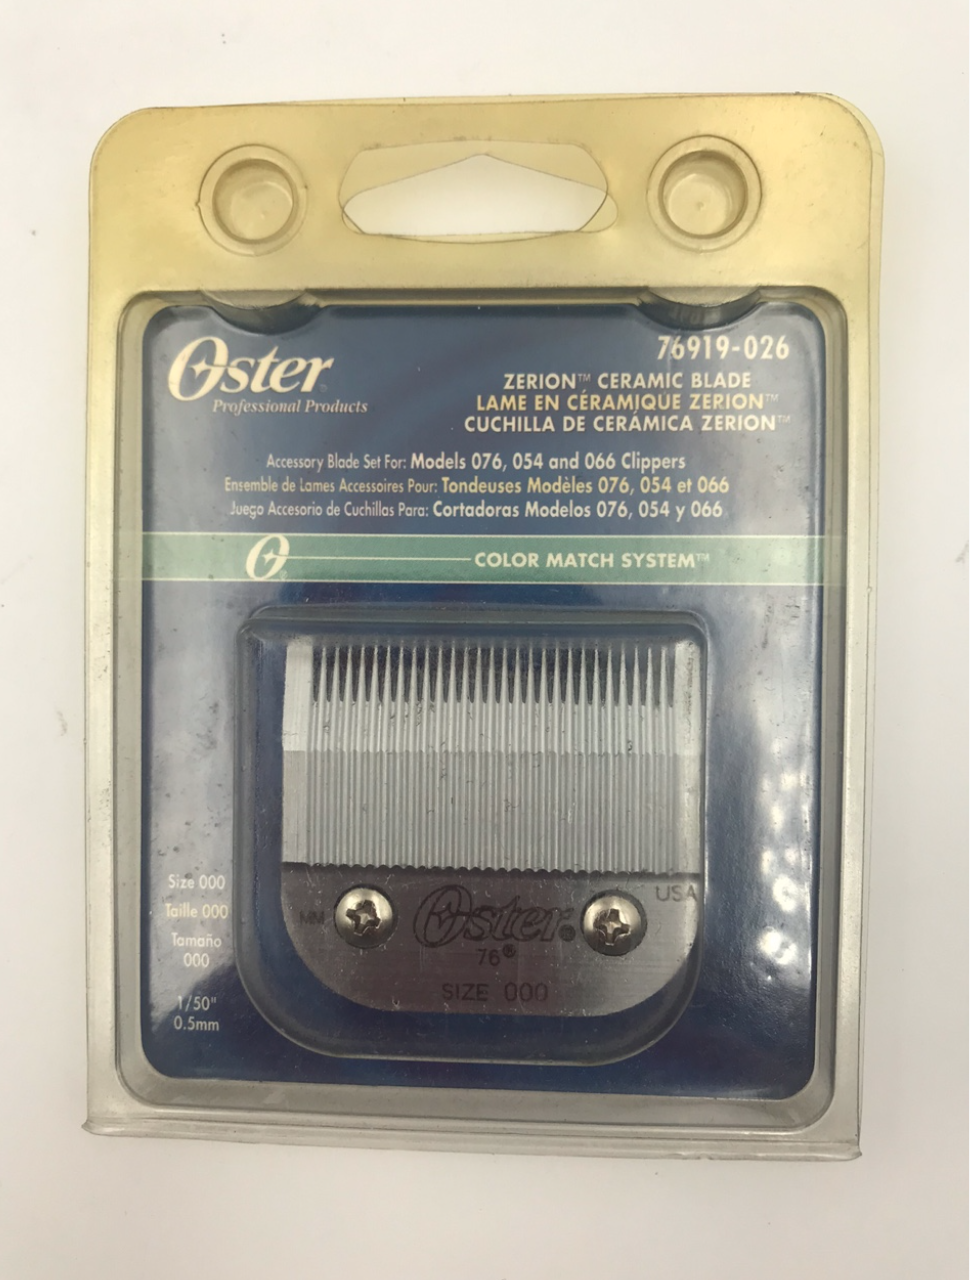 Oster
Professional Products
76919-026
ZERION™ CERAMIC BLADE
LAME EN CÉRAMIQUE ZERION™
CUCHILLA DE CERÁMICA ZERION™
Accessory Blade Set For: Models 076, 054 and 066 Clippers
Ensemble de Lames Accessoires Pour: Tondeuses Modèles 076, 054 et 066
Juego Accesorio de Cuchillas Para: Cortadoras Modelos 076, 054 y 066
O
COLOR MATCH SYSTEM™
Size 000
Taille 000
Tamaño
000
1/50"
0.5mm
USA
MM
Oster®
76®
SIZE 000